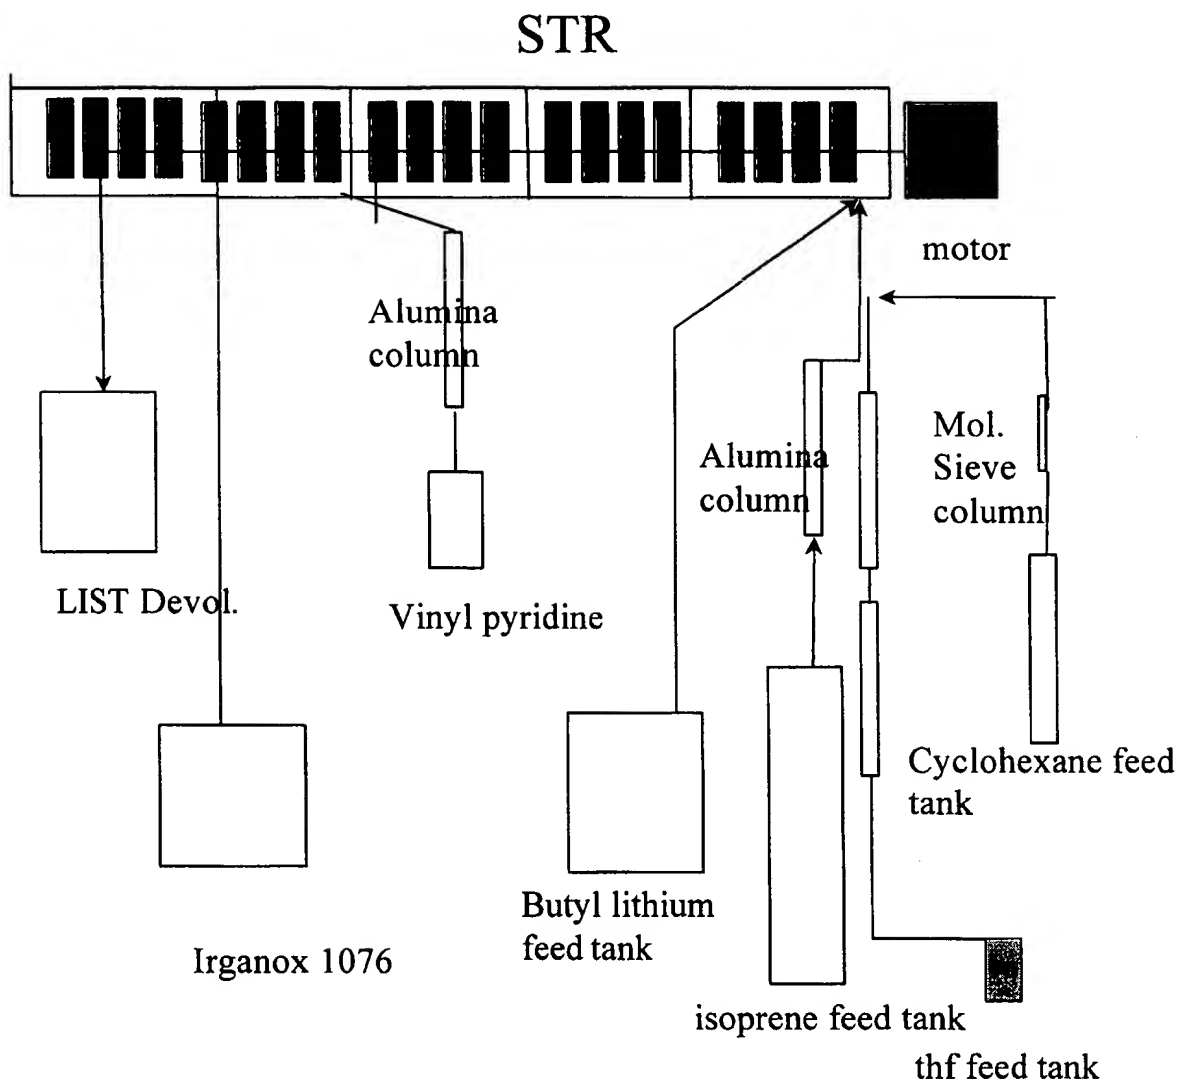 STR
motor
Alumina
column
Mol.
Sieve
column
Alumina
column
LIST Devol.
Vinyl pyridine
Cyclohexane feed
tank
Butyl lithium
feed tank
Irganox 1076
isoprene feed tank
thf feed tank